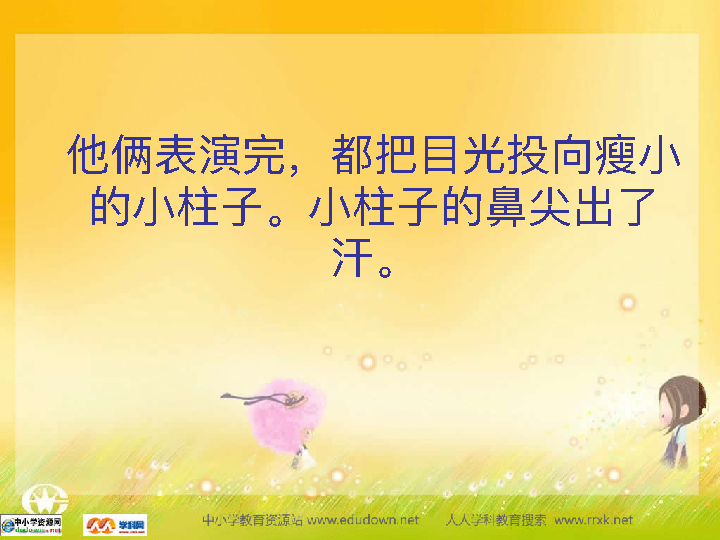 他俩表演完，都把目光投向瘦小
的小柱子。小柱子的鼻尖出了
汗。
中小学资源网
学科网
中小学教育资源站 www.edudown.net 人人学科教育搜索 www.rrxk.net